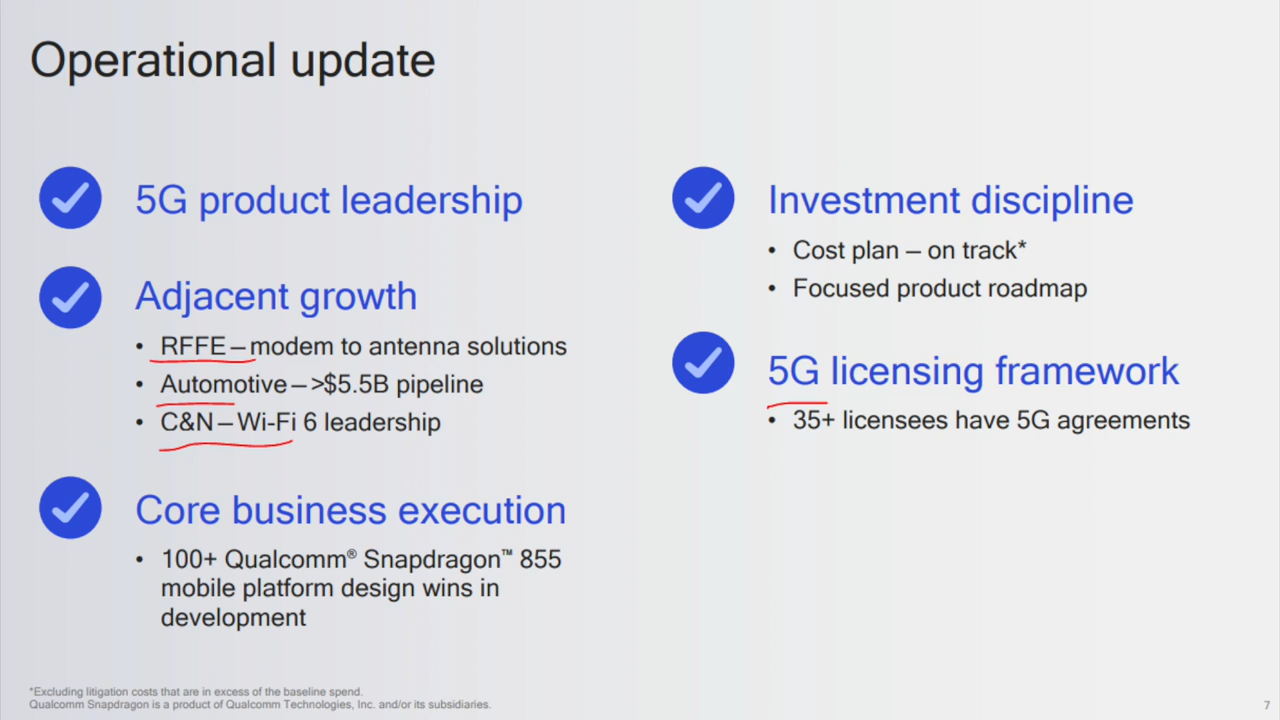 Operational update
5G product leadership
Adjacent growth
• RFFE – modem to antenna solutions
• Automotive – >$5.5B pipeline
• C&N – Wi-Fi 6 leadership
Core business execution
• 100+ Qualcomm® Snapdragon™ 855
mobile platform design wins in
development
Investment discipline
• Cost plan – on track*
• Focused product roadmap
5G licensing framework
• 35+ licensees have 5G agreements
*Excluding litigation costs that are in excess of the baseline spend.
Qualcomm Snapdragon is a product of Qualcomm Technologies, Inc. and/or its subsidiaries.
7